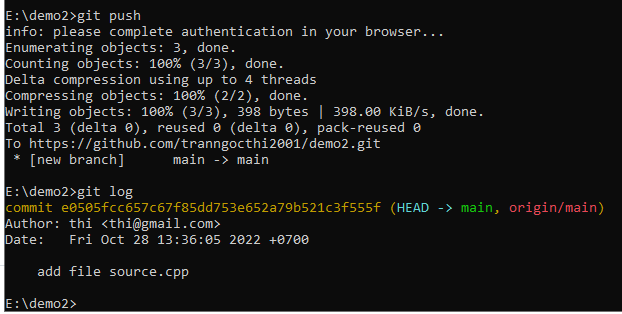 E:\demo2>git push
info: please complete authentication in your browser...
Enumerating objects: 3, done.
Counting objects: 100% (3/3), done.
Delta compression using up to 4 threads
Compressing objects: 100% (2/2), done.
Writing objects: 100% (3/3), 398 bytes | 398.00 KiB/s, done.
Total 3 (delta 0), reused 0 (delta 0), pack-reused 0
To https://github.com/tranngocthi2001/demo2.git
 * [new branch]      main -> main
E:\demo2>git log
commit e0505fcc657c67f85dd753e652a79b521c3f555f (HEAD -> main, origin/main)
Author: thi <thi@gmail.com>
Date:   Fri Oct 28 13:36:05 2022 +0700
    add file source.cpp
E:\demo2>